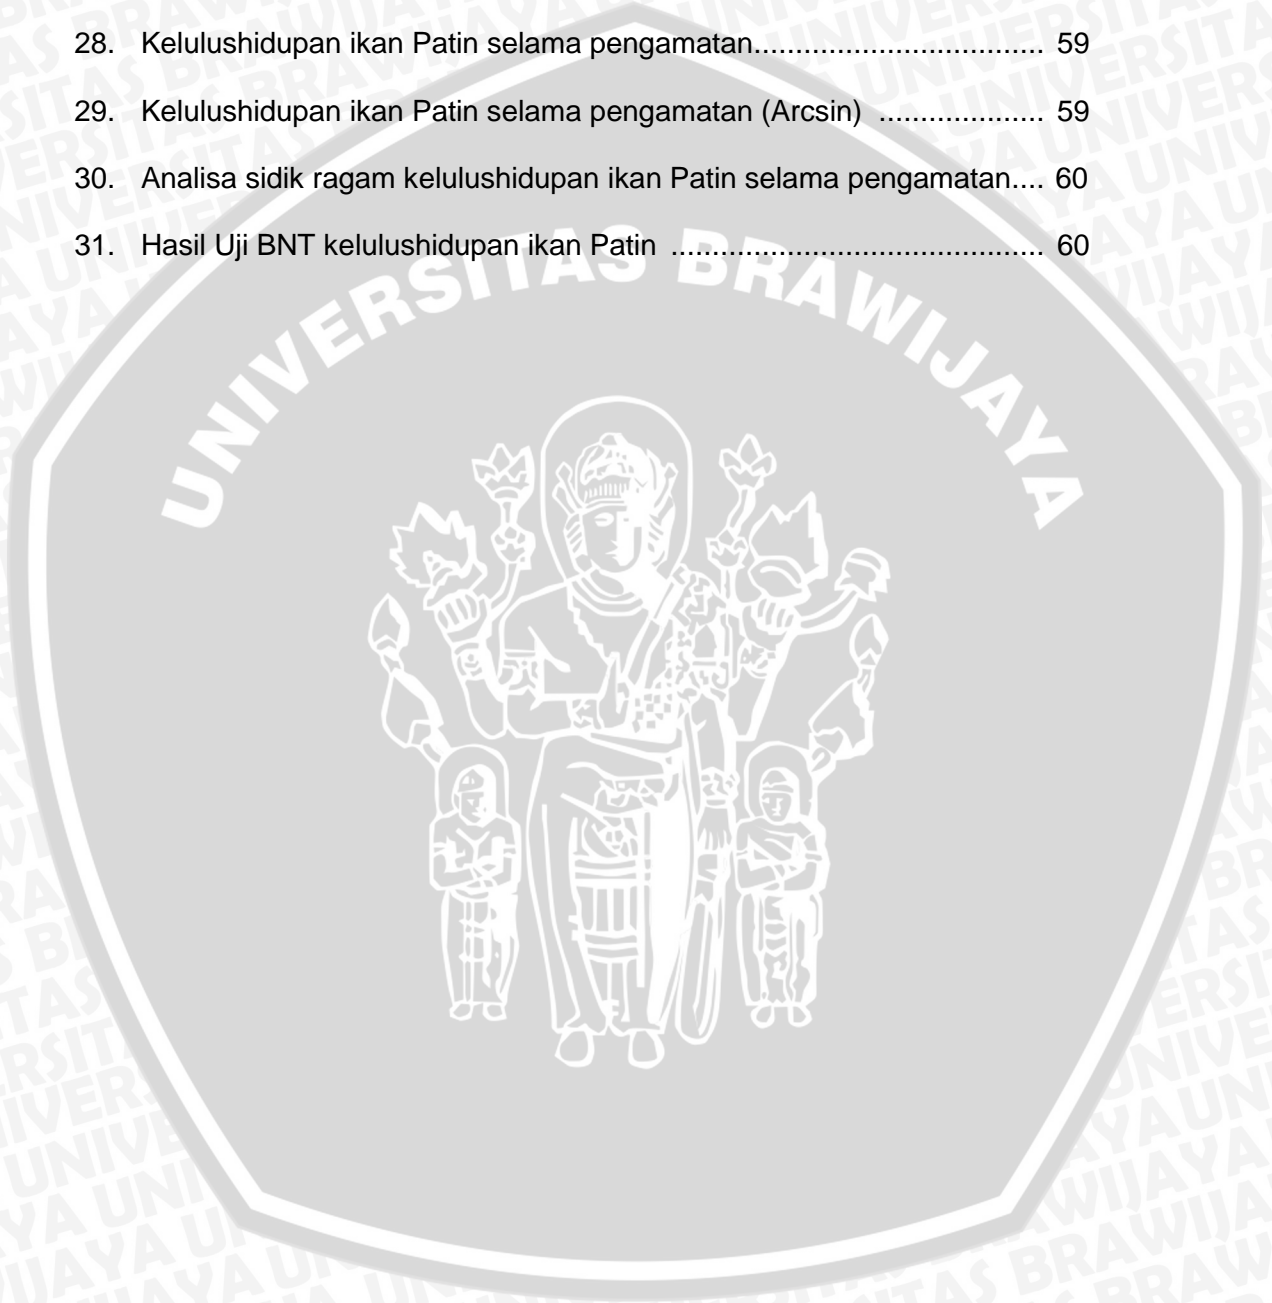 28. Kelulushidupan ikan Patin selama pengamatan................................... 59
29. Kelulushidupan ikan Patin selama pengamatan (Arcsin) .................... 59
30. Analisa sidik ragam kelulushidupan ikan Patin selama pengamatan.... 60
31. Hasil Uji BNT kelulushidupan ikan Patin ............................................. 60
UNIVERSITAS BRAWIJAYA